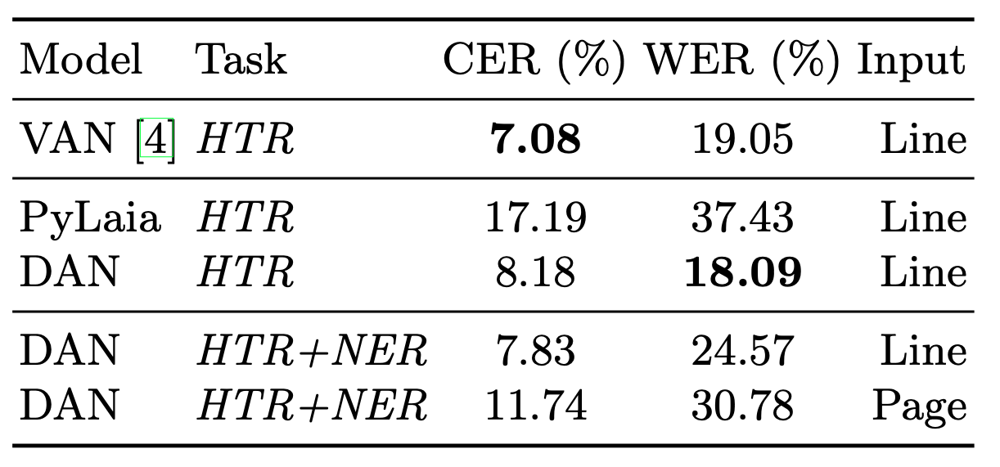 Model Task CER (%) WER (%) Input
VAN [4] HTR 7.08 19.05 Line
PyLaia HTR 17.19 37.43 Line
DAN HTR 8.18 18.09 Line
DAN HTR+NER 7.83 24.57 Line
DAN HTR+NER 11.74 30.78 Page